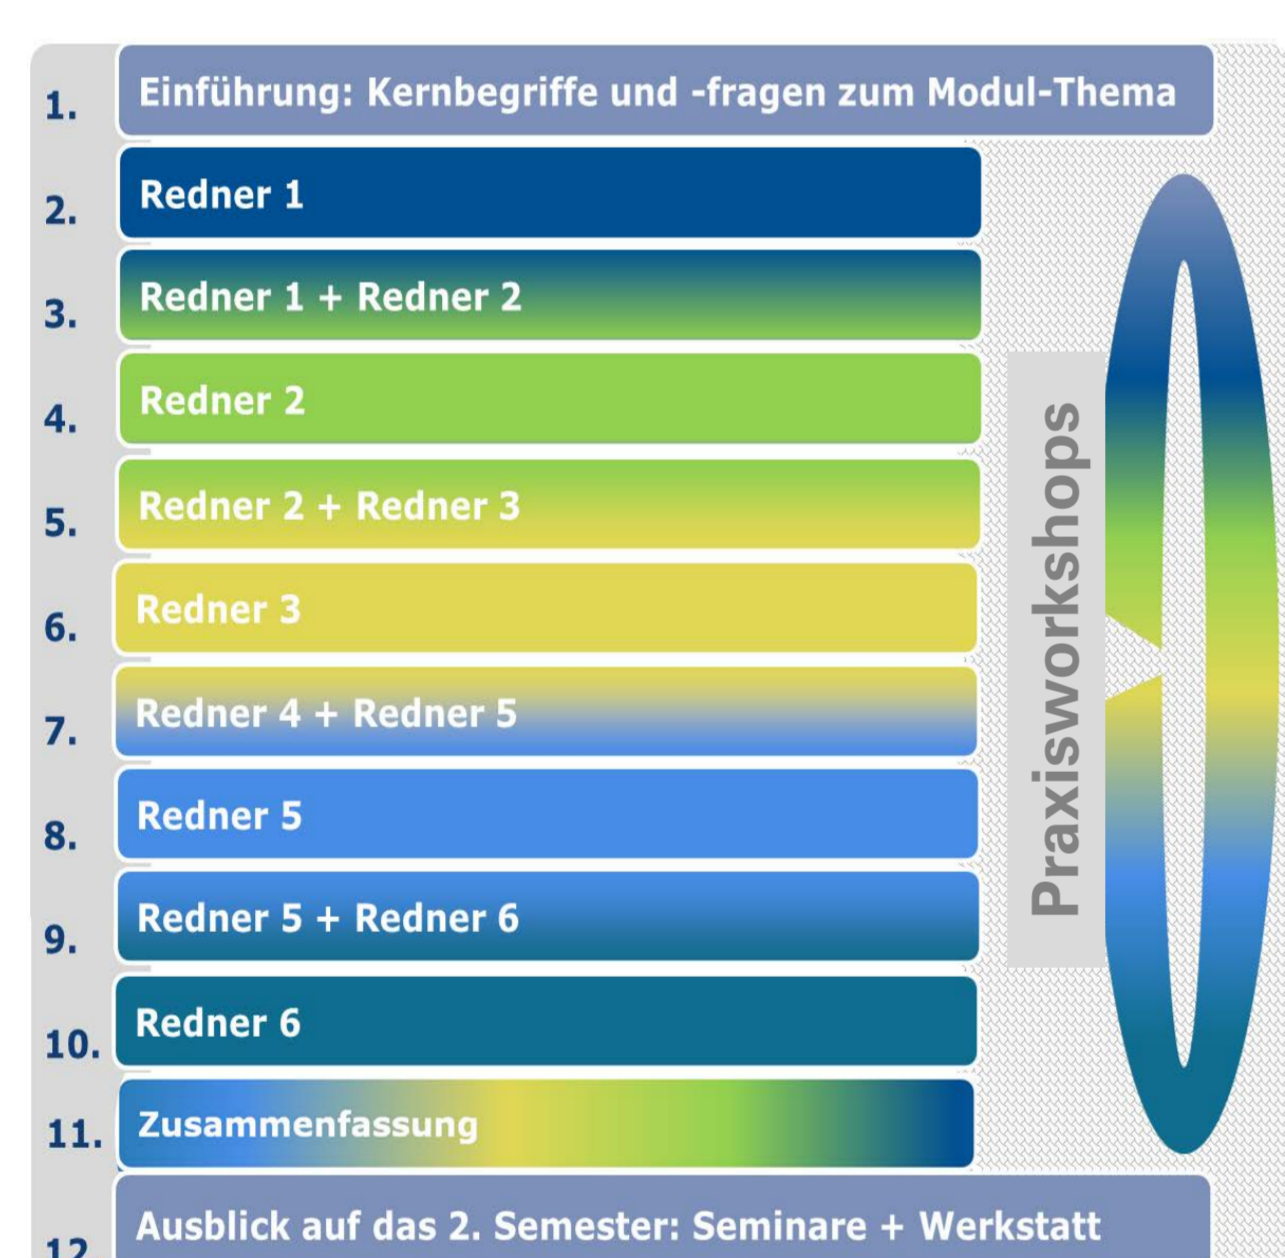 1. Einführung: Kernbegriffe und -fragen zum Modul-Thema
2. Redner 1
3. Redner 1 + Redner 2
4. Redner 2
5. Redner 2 + Redner 3
6. Redner 3
7. Redner 4 + Redner 5
8. Redner 5
9. Redner 5 + Redner 6
10. Redner 6
11. Zusammenfassung
12. Ausblick auf das 2. Semester: Seminare + Werkstatt
Praxisworkshops